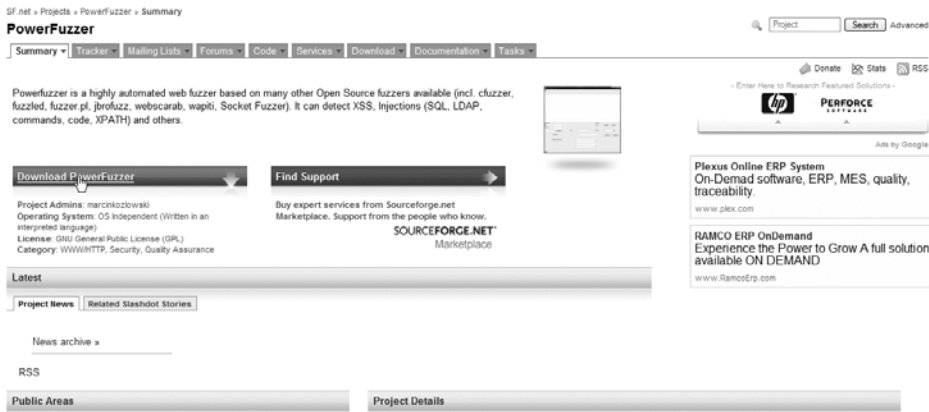 SF.net » Projects » PowerFuzzer » Summary
PowerFuzzer
Project Search Advanced
Summary Tracker Mailing Lists Forums Code Services Download Documentation Tasks
Donate Stats RSS
Powerfuzzer is a highly automated web fuzzer based on many other Open Source fuzzers available (incl. cfuzzer,
fuzzled, fuzzer.pl, jbrofuzz, webscarab, wapiti, Socket Fuzzer). It can detect XSS, Injections (SQL, LDAP,
commands, code, XPATH) and others.
- Enter Here to Research Featured Solutions -
hp PERFORCE
SOFTWARE
Ads by Google
Download PowerFuzzer
Project Admins: marcinkozlowski
Operating System: OS Independent (Written in an
interpreted language)
License: GNU General Public License (GPL)
Category: WWW/HTTP, Security, Quality Assurance
Find Support
Buy expert services from Sourceforge.net
Marketplace. Support from the people who know.
SOURCEFORGE.NET
Marketplace
Plexus Online ERP System
On-Demad software, ERP, MES, quality,
traceability.
www.plex.com
RAMCO ERP OnDemand
Experience the Power to Grow A full solution
available ON DEMAND
www.RamcoErp.com
Latest
Project News Related Slashdot Stories
News archive »
RSS
Public Areas
Project Details